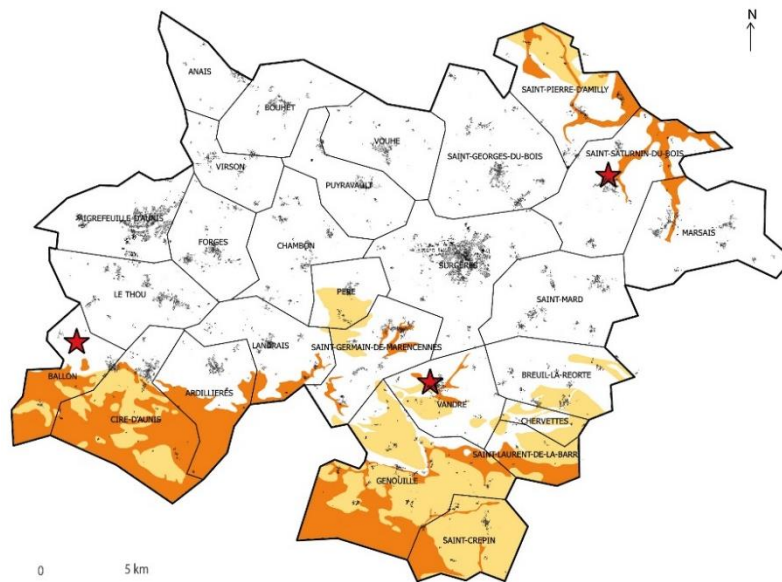 N
ANAIS
SAINT-PIERRE-D'AMILLY
BOUHET
VOUHE
SAINT-GEORGES-DU-BOIS
SAINT-SATURNIN-DU-BOIS
VIRSON
PUYRAVAULT
AIGREFEUILLE-D'AUNIS
MARSAIS
FORGES
CHAMBON
SURGERES
LE THOU
PERE
SAINT-MARD
LANDRAIS
SAINT-GERMAIN-DE-MARENCENNES
BALLON
BREUIL-LA-REORTE
ARDILLIERES
VANDRE
CIRE-D'AUNIS
CHERVETTES
SAINT-LAURENT-DE-LA-BARR
GENOUILLE
SAINT-CREPIN
0 5 km